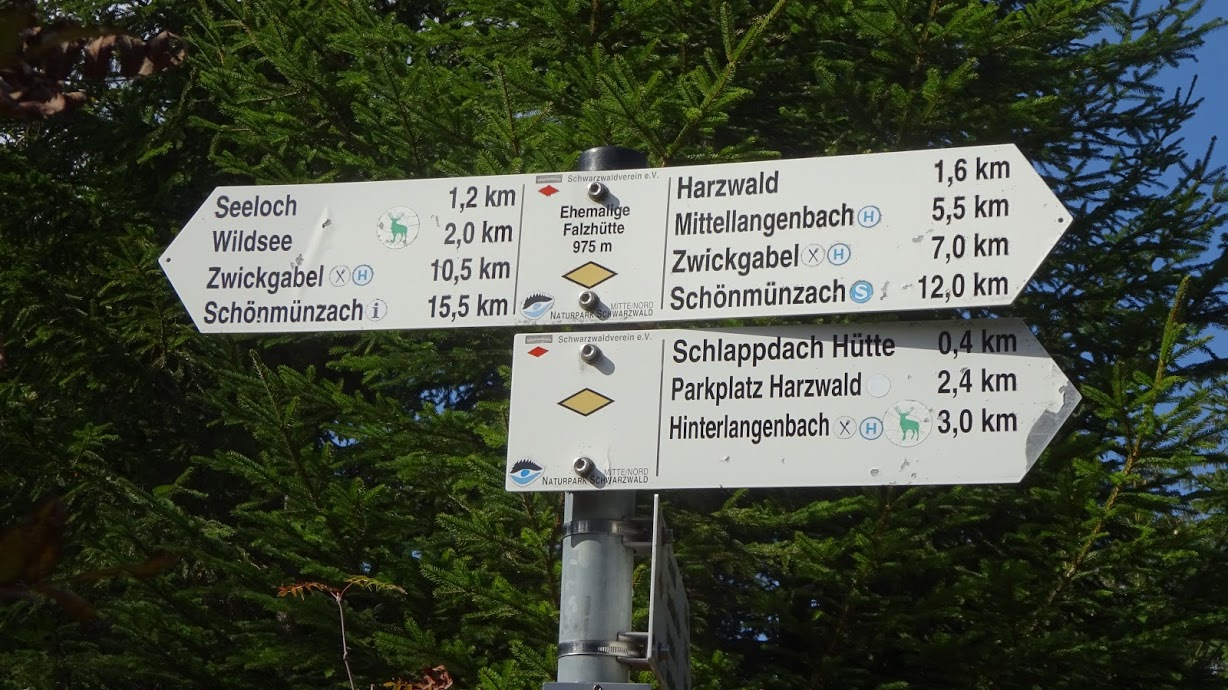 Seeloch 1,2 km
Wildsee 2,0 km
Zwickgabel H 10,5 km
Schönmünzach i 15,5 km
Schwarzwaldverein e.V.
Ehemalige
Falzhütte
975 m
MITTE/NORD
NATURPARK SCHWARZWALD
Harzwald 1,6 km
Mittellangenbach H 5,5 km
Zwickgabel H 7,0 km
Schönmünzach S 12,0 km
Schwarzwaldverein e.V.
MITTE/NORD
NATURPARK SCHWARZWALD
Schlappdach Hütte 0,4 km
Parkplatz Harzwald 2,4 km
Hinterlangenbach H 3,0 km